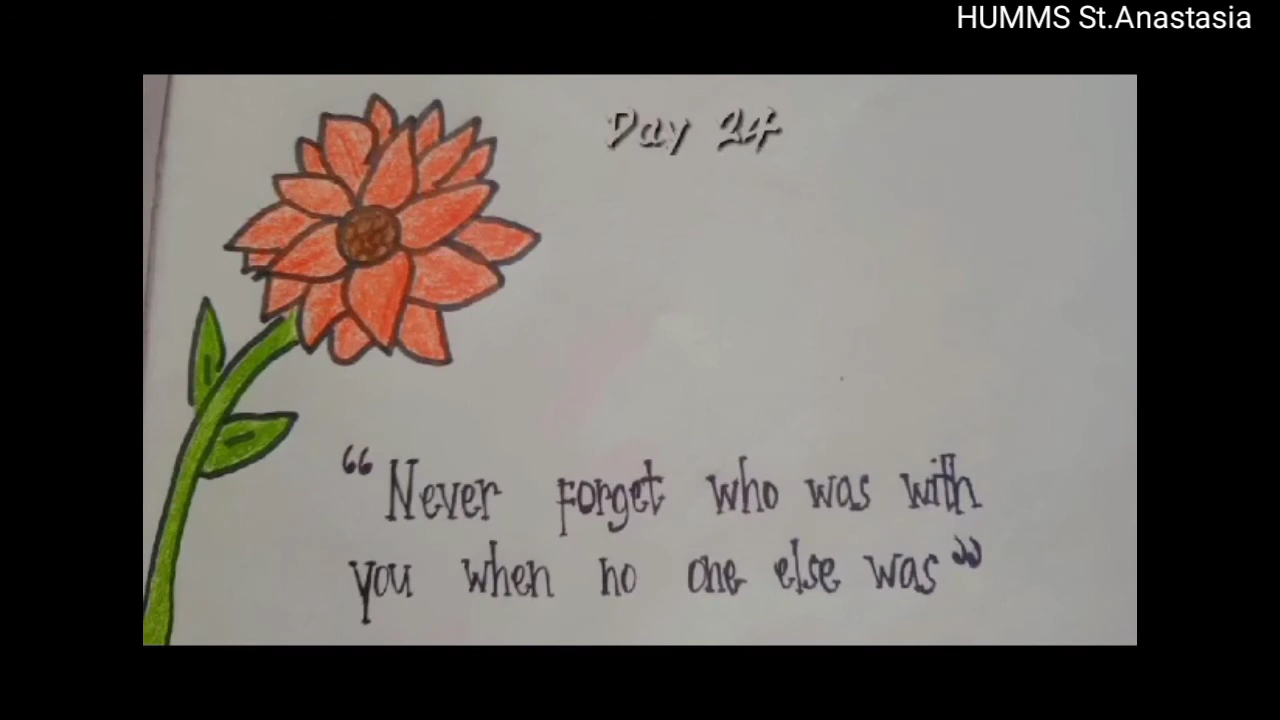 HUMMS St.Anastasia
Day 24
“Never forget who was with
you when no one else was”